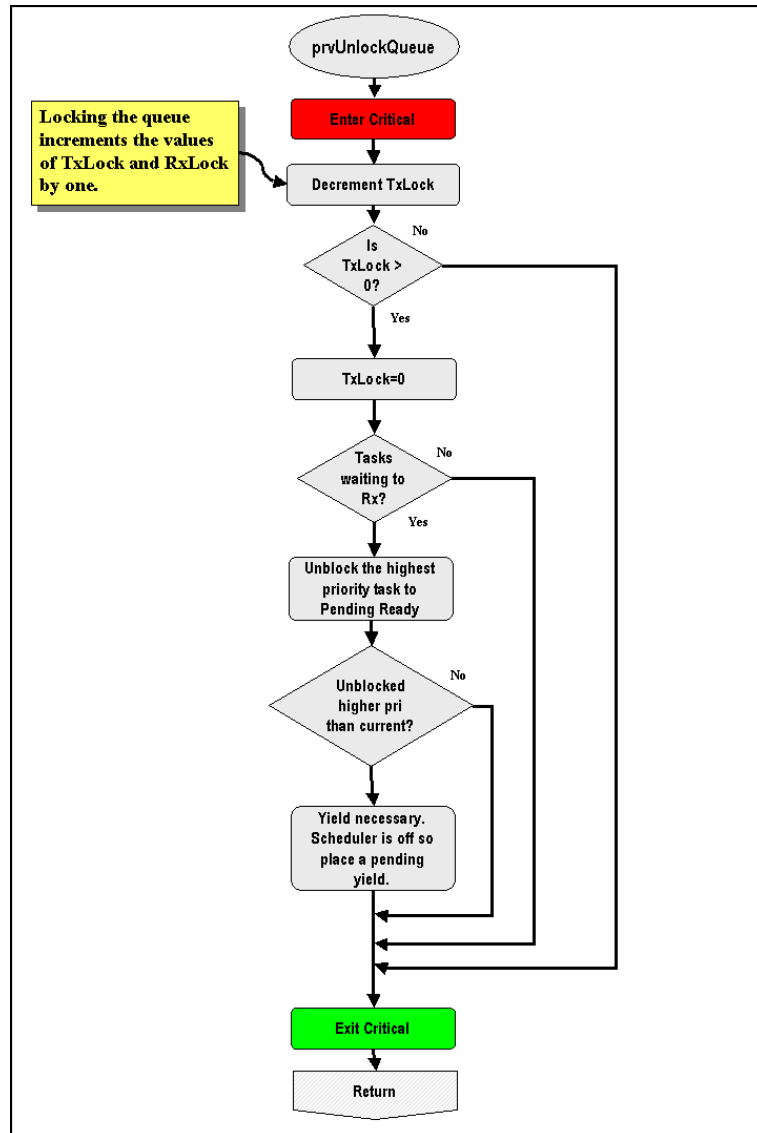 prvUnlockQueue
Enter Critical
Locking the queue
increments the values
of TxLock and RxLock
by one.
Decrement TxLock
No
Is
TxLock >
0?
Yes
TxLock=0
No
Tasks
waiting to
Rx?
Yes
Unblock the highest
priority task to
Pending Ready
No
Unblocked
higher pri
than current?
Yield necessary.
Scheduler is off so
place a pending
yield.
Exit Critical
Return